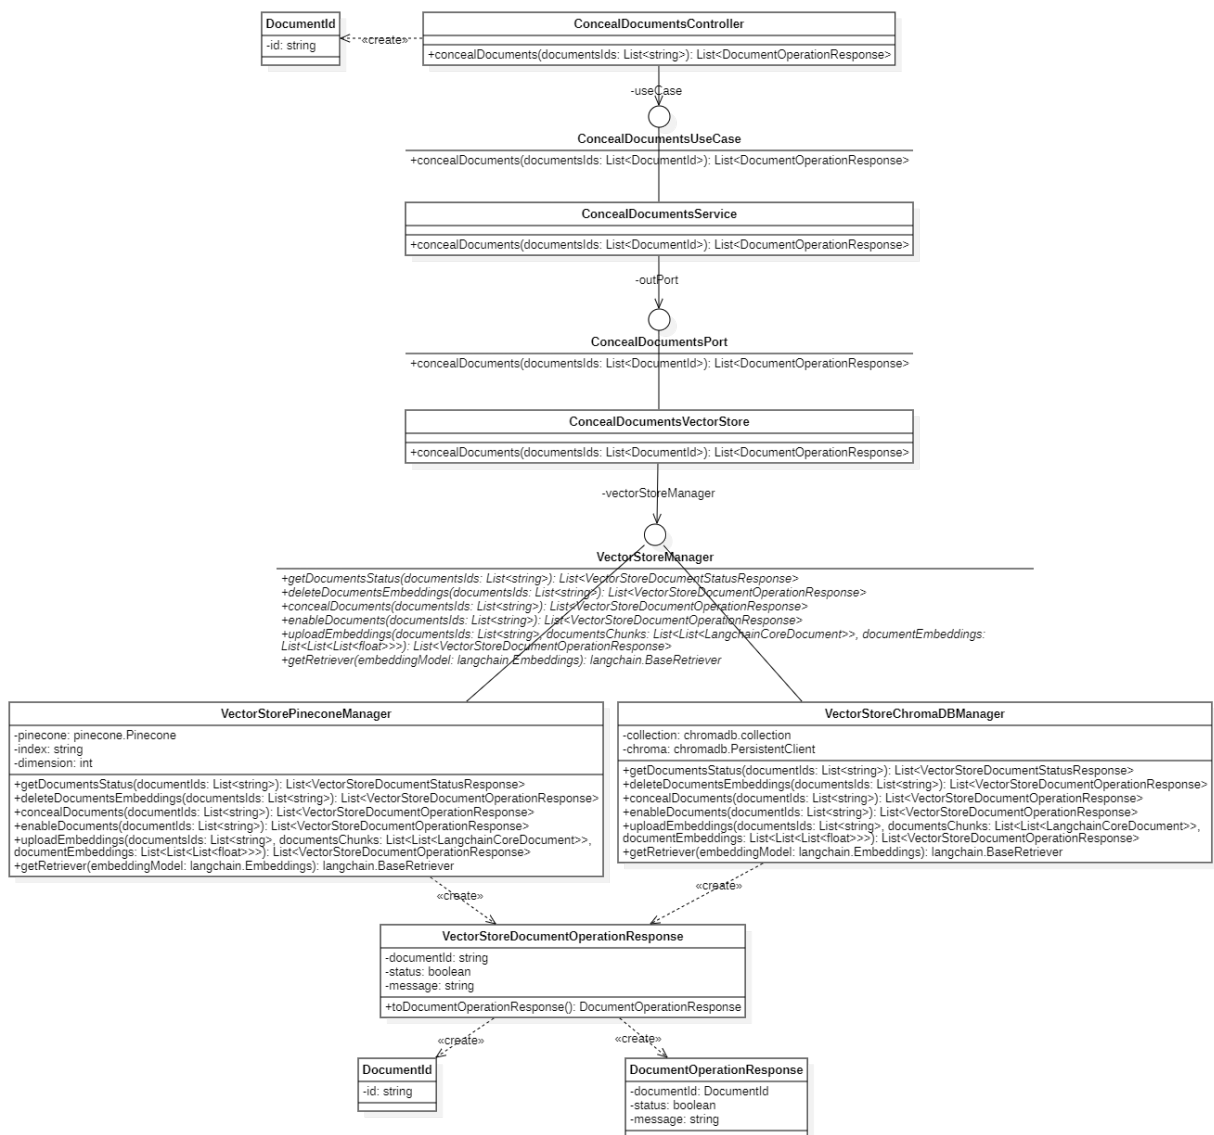 DocumentId
-id: string
«create»
ConcealDocumentsController
+concealDocuments(documentsIds: List<string>): List<DocumentOperationResponse>
-useCase
ConcealDocumentsUseCase
+concealDocuments(documentsIds: List<DocumentId>): List<DocumentOperationResponse>
ConcealDocumentsService
+concealDocuments(documentsIds: List<DocumentId>): List<DocumentOperationResponse>
-outPort
ConcealDocumentsPort
+concealDocuments(documentsIds: List<DocumentId>): List<DocumentOperationResponse>
ConcealDocumentsVectorStore
+concealDocuments(documentsIds: List<DocumentId>): List<DocumentOperationResponse>
-vectorStoreManager
VectorStoreManager
+getDocumentsStatus(documentsIds: List<string>): List<VectorStoreDocumentStatusResponse>
+deleteDocumentsEmbeddings(documentsIds: List<string>): List<VectorStoreDocumentOperationResponse>
+concealDocuments(documentsIds: List<string>): List<VectorStoreDocumentOperationResponse>
+enableDocuments(documentsIds: List<string>): List<VectorStoreDocumentOperationResponse>
+uploadEmbeddings(documentsIds: List<string>, documentsChunks: List<List<LangchainCoreDocument>>, documentEmbeddings:
List<List<List<float>>>): List<VectorStoreDocumentOperationResponse>
+getRetriever(embeddingModel: langchain.Embeddings): langchain.BaseRetriever
VectorStorePineconeManager
-pinecone: pinecone.Pinecone
-index: string
-dimension: int
+getDocumentsStatus(documentIds: List<string>): List<VectorStoreDocumentStatusResponse>
+deleteDocumentsEmbeddings(documentsIds: List<string>): List<VectorStoreDocumentOperationResponse>
+concealDocuments(documentIds: List<string>): List<VectorStoreDocumentOperationResponse>
+enableDocuments(documentIds: List<string>): List<VectorStoreDocumentOperationResponse>
+uploadEmbeddings(documentsIds: List<string>, documentsChunks: List<List<LangchainCoreDocument>>,
documentEmbeddings: List<List<List<float>>>): List<VectorStoreDocumentOperationResponse>
+getRetriever(embeddingModel: langchain.Embeddings): langchain.BaseRetriever
VectorStoreChromaDBManager
-collection: chromadb.collection
-chroma: chromadb.PersistentClient
+getDocumentsStatus(documentIds: List<string>): List<VectorStoreDocumentStatusResponse>
+deleteDocumentsEmbeddings(documentsIds: List<string>): List<VectorStoreDocumentOperationResponse>
+concealDocuments(documentIds: List<string>): List<VectorStoreDocumentOperationResponse>
+enableDocuments(documentIds: List<string>): List<VectorStoreDocumentOperationResponse>
+uploadEmbeddings(documentsIds: List<string>, documentsChunks: List<List<LangchainCoreDocument>>,
documentEmbeddings: List<List<List<float>>>): List<VectorStoreDocumentOperationResponse>
+getRetriever(embeddingModel: langchain.Embeddings): langchain.BaseRetriever
«create»
«create»
VectorStoreDocumentOperationResponse
-documentId: string
-status: boolean
-message: string
+toDocumentOperationResponse(): DocumentOperationResponse
«create»
«create»
DocumentId
-id: string
DocumentOperationResponse
-documentId: DocumentId
-status: boolean
-message: string